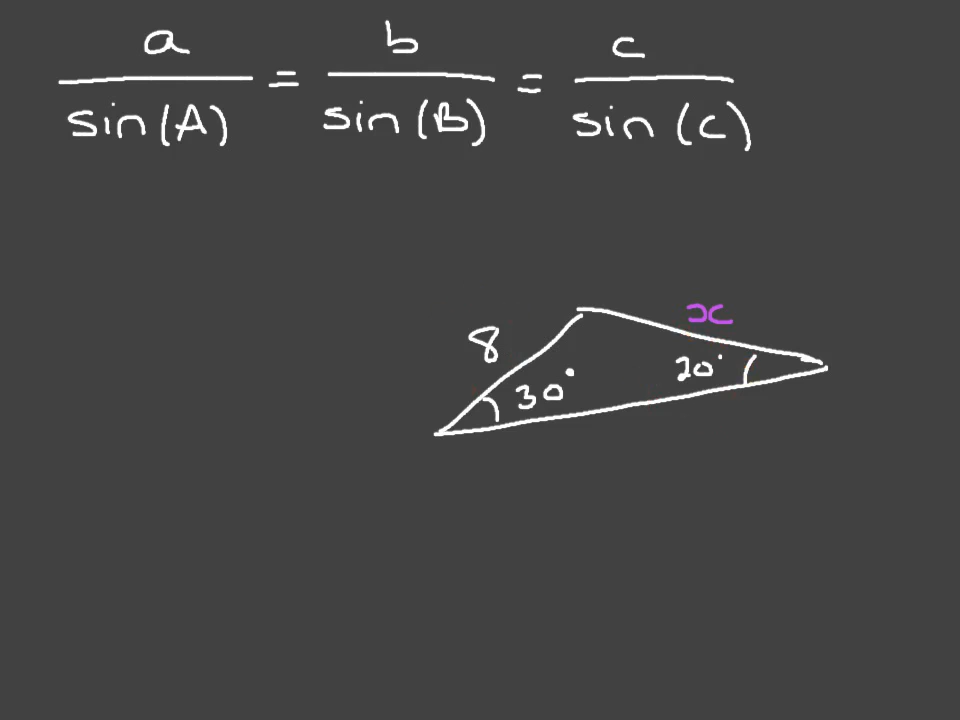 a/sin(A) = b/sin(B) = c/sin(C)
x
8
20°
30°